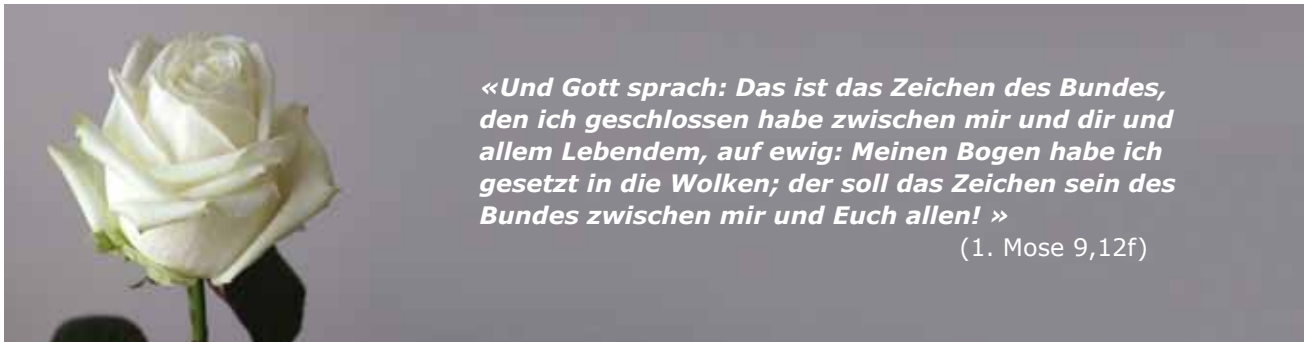 «Und Gott sprach: Das ist das Zeichen des Bundes,
den ich geschlossen habe zwischen mir und dir und
allem Lebendem, auf ewig: Meinen Bogen habe ich
gesetzt in die Wolken; der soll das Zeichen sein des
Bundes zwischen mir und Euch allen! »
(1. Mose 9,12f)